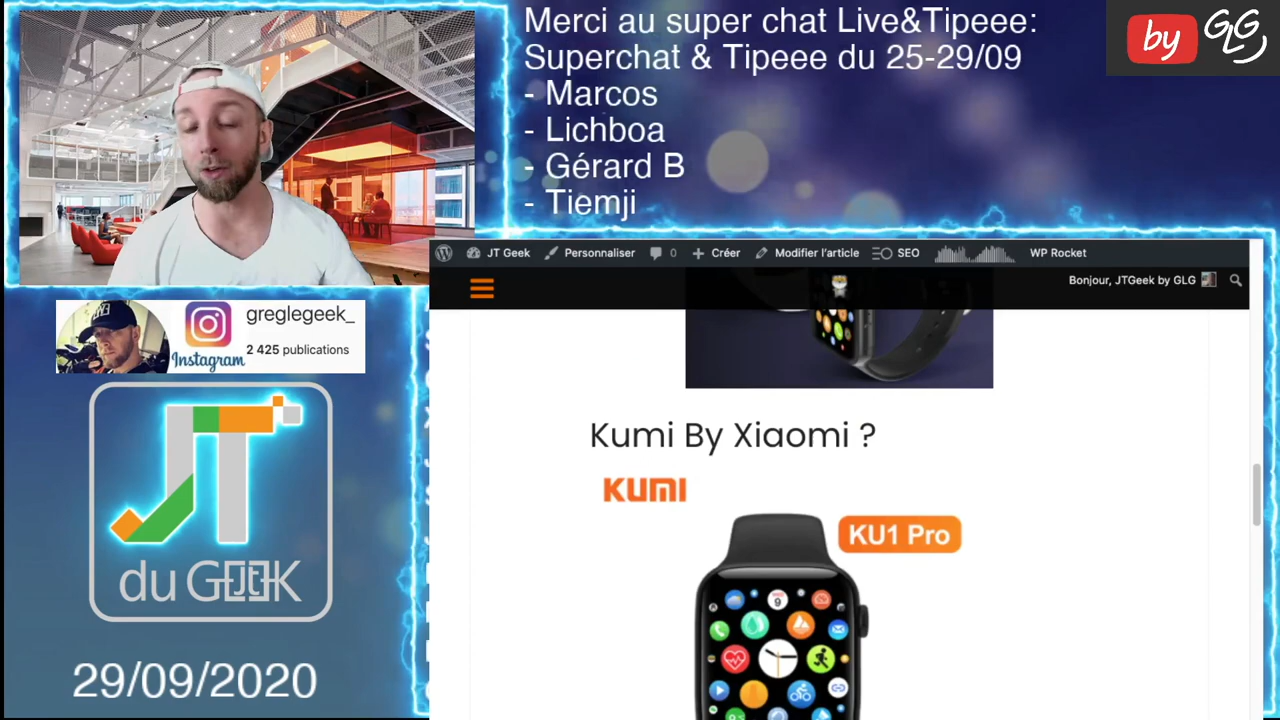 Merci au super chat Live&Tipeee:
Superchat & Tipeee du 25-29/09
- Marcos
- Lichboa
- Gérard B
- Tiemji
by GLG
JT Geek Personnaliser 0 Créer Modifier l'article SEO WP Rocket
Bonjour, JTGeek by GLG
greglegeek_
2 425 publications
Instagram
Kumi By Xiaomi ?
KUMI
KU1 Pro
9
JT
du GEEK
29/09/2020